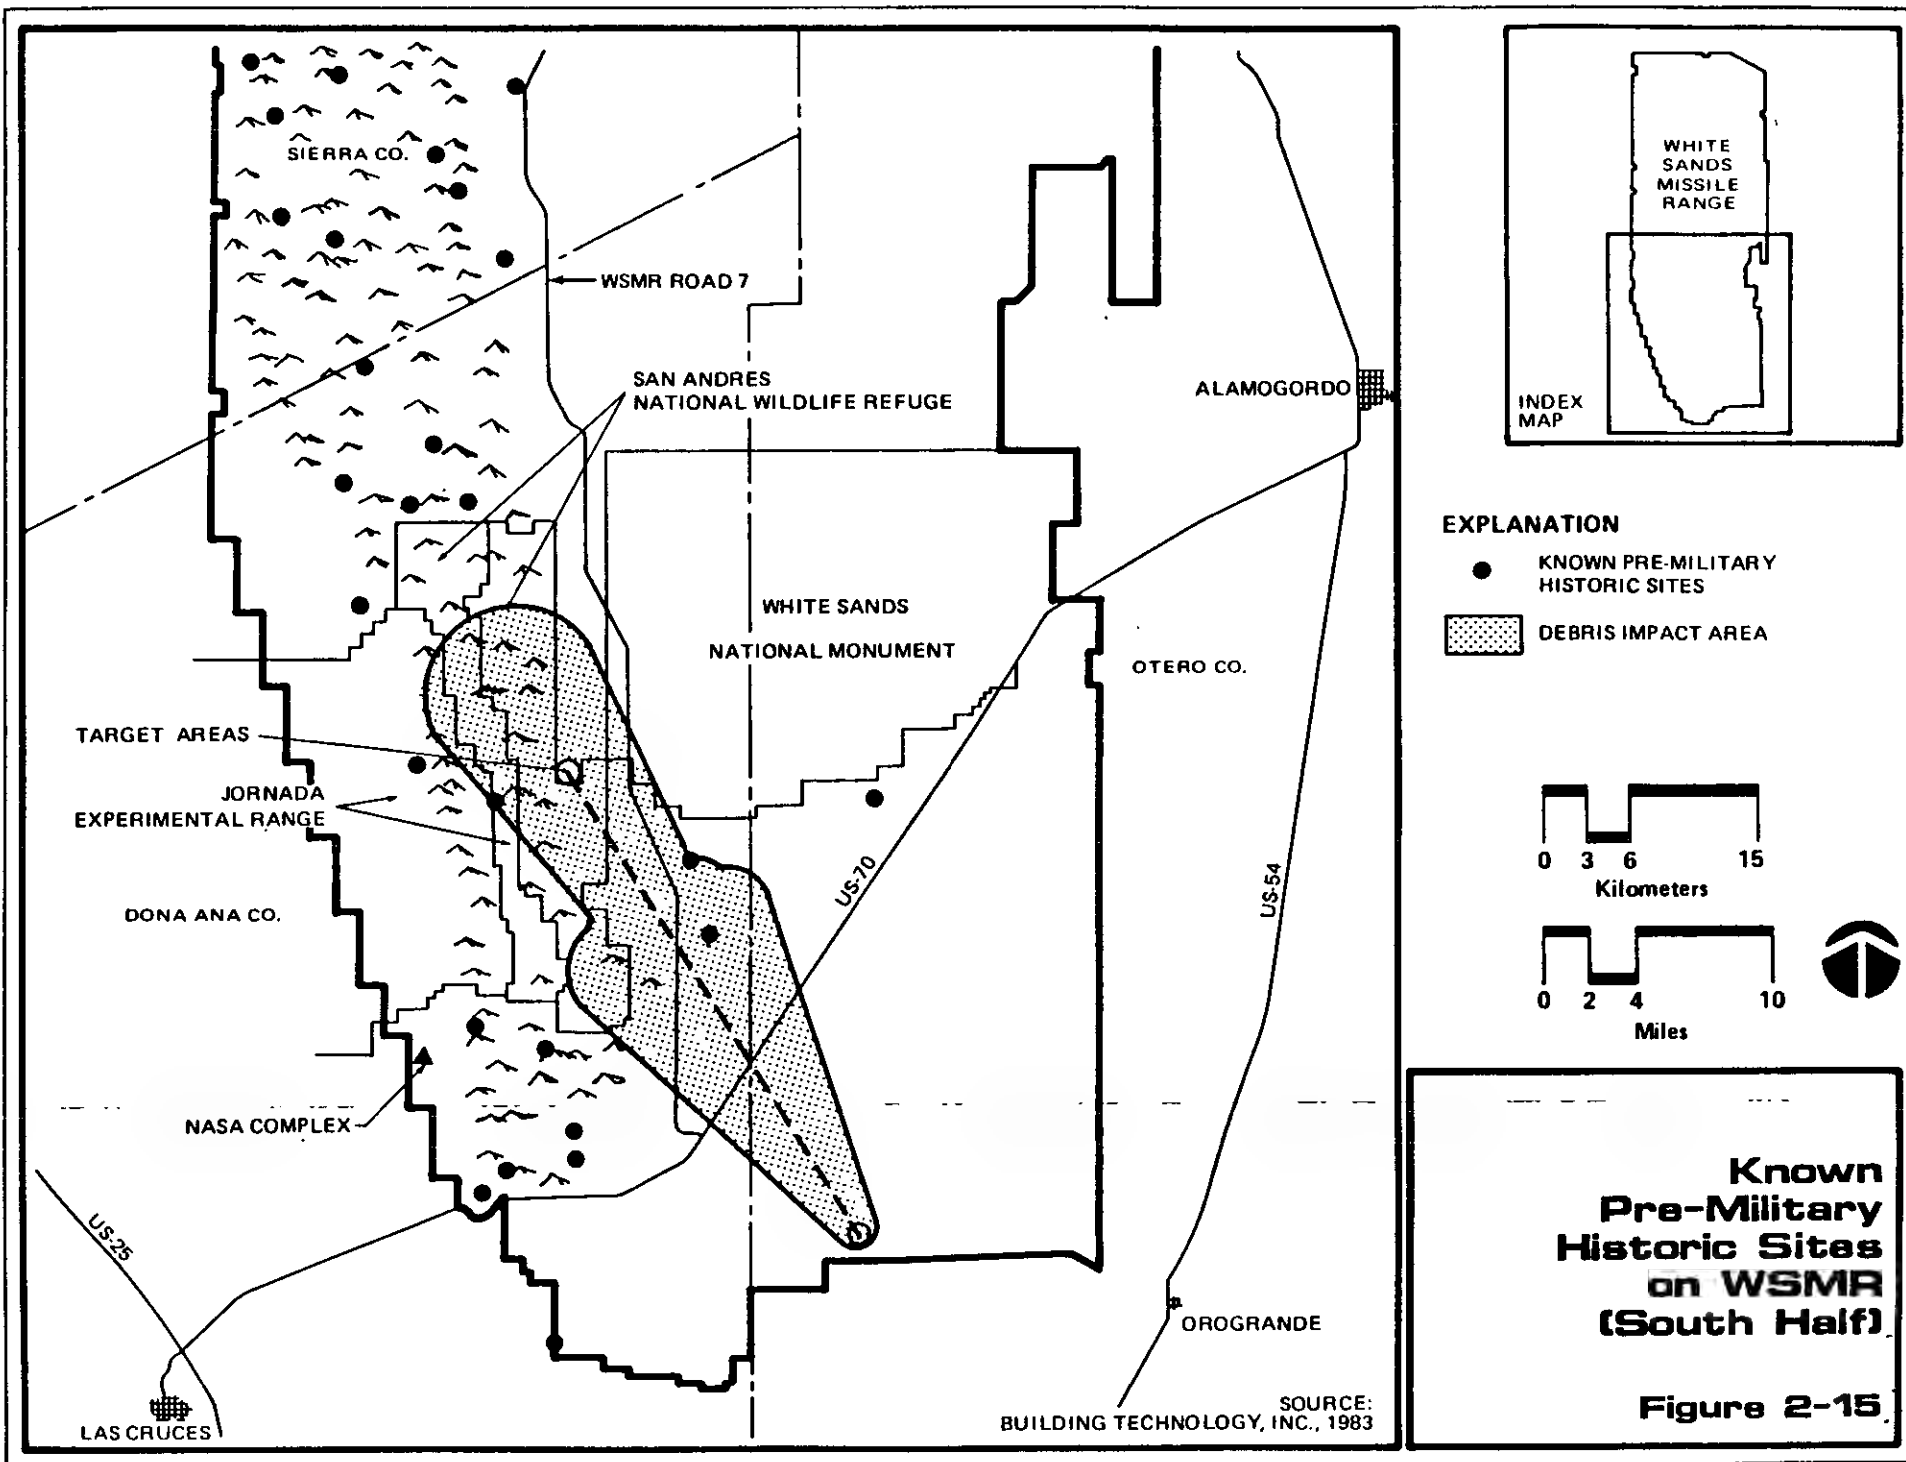 SIERRA CO.
WSMR ROAD 7
SAN ANDRES
NATIONAL WILDLIFE REFUGE
ALAMOGORDO
WHITE SANDS
NATIONAL MONUMENT
OTERO CO.
TARGET AREAS
JORNADA
EXPERIMENTAL RANGE
DONA ANA CO.
US-70
US-54
NASA COMPLEX
US-25
OROGRANDE
LAS CRUCES
SOURCE:
BUILDING TECHNOLOGY, INC., 1983
WHITE
SANDS
MISSILE
RANGE
INDEX
MAP
EXPLANATION
KNOWN PRE-MILITARY
HISTORIC SITES
DEBRIS IMPACT AREA
0 3 6 15
Kilometers
0 2 4 10
Miles
Known
Pre-Military
Historic Sites
on WSMR
(South Half)
Figure 2-15